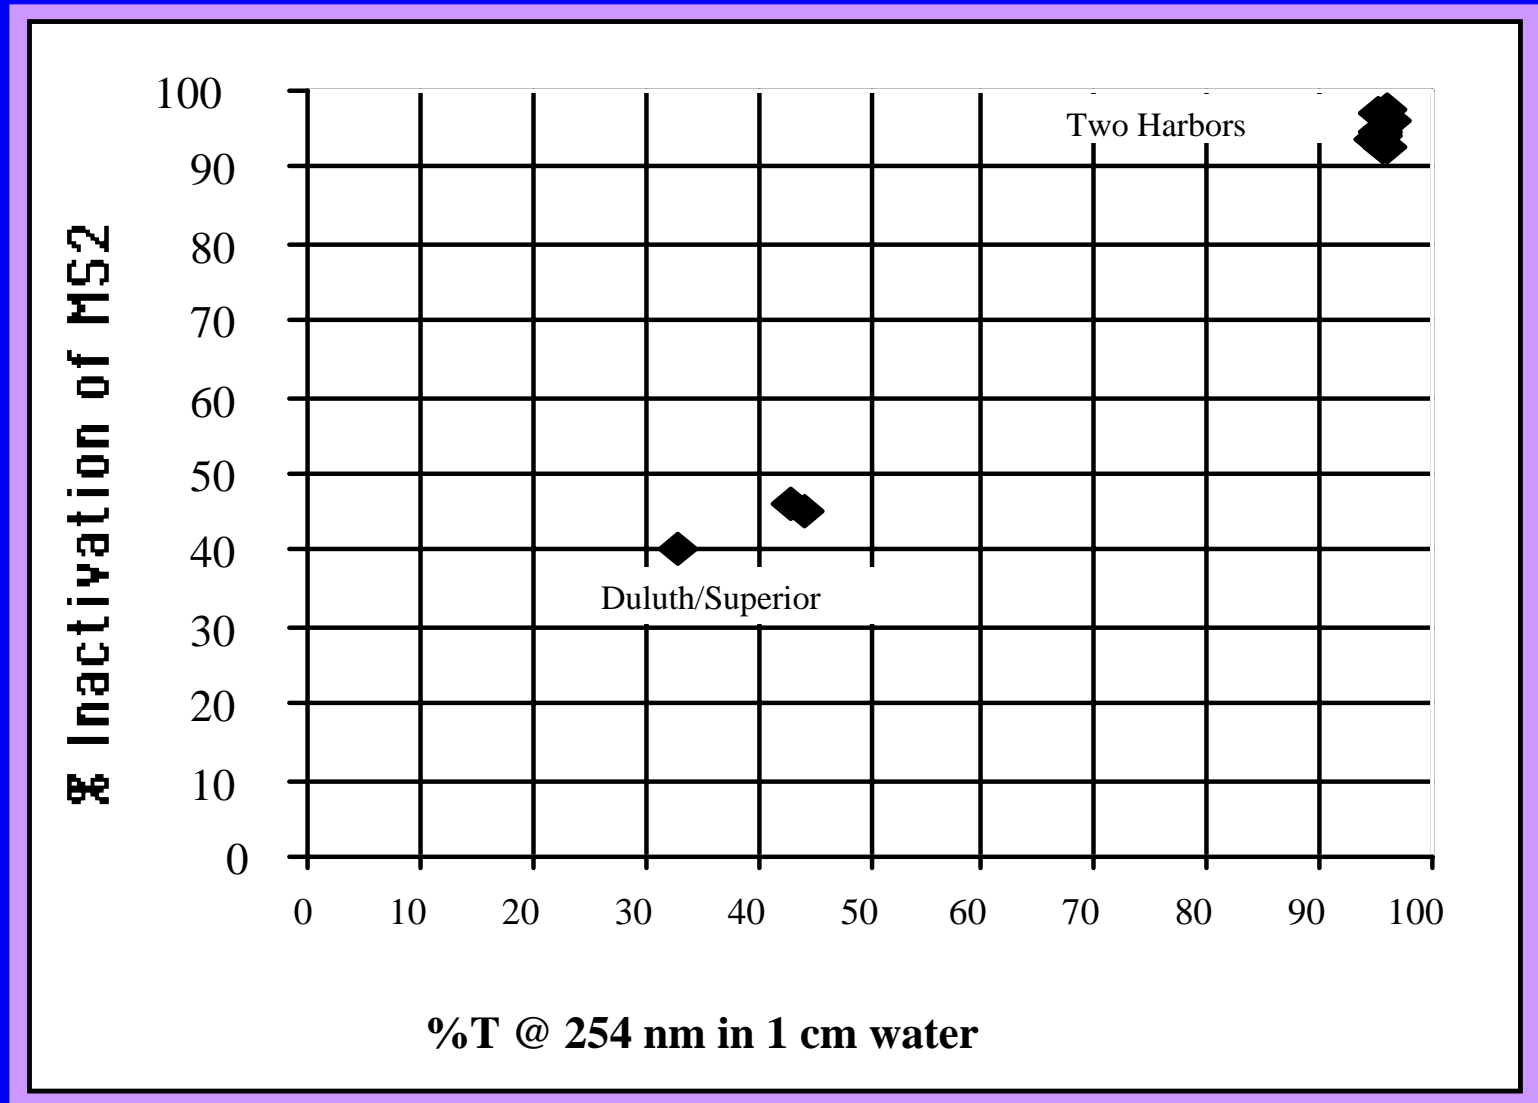 100
Two Harbors
90
80
70
60
50
40
Duluth/Superior
30
20
10
0
% Inactivation of MS2
0 10 20 30 40 50 60 70 80 90 100
%T @ 254 nm in 1 cm water